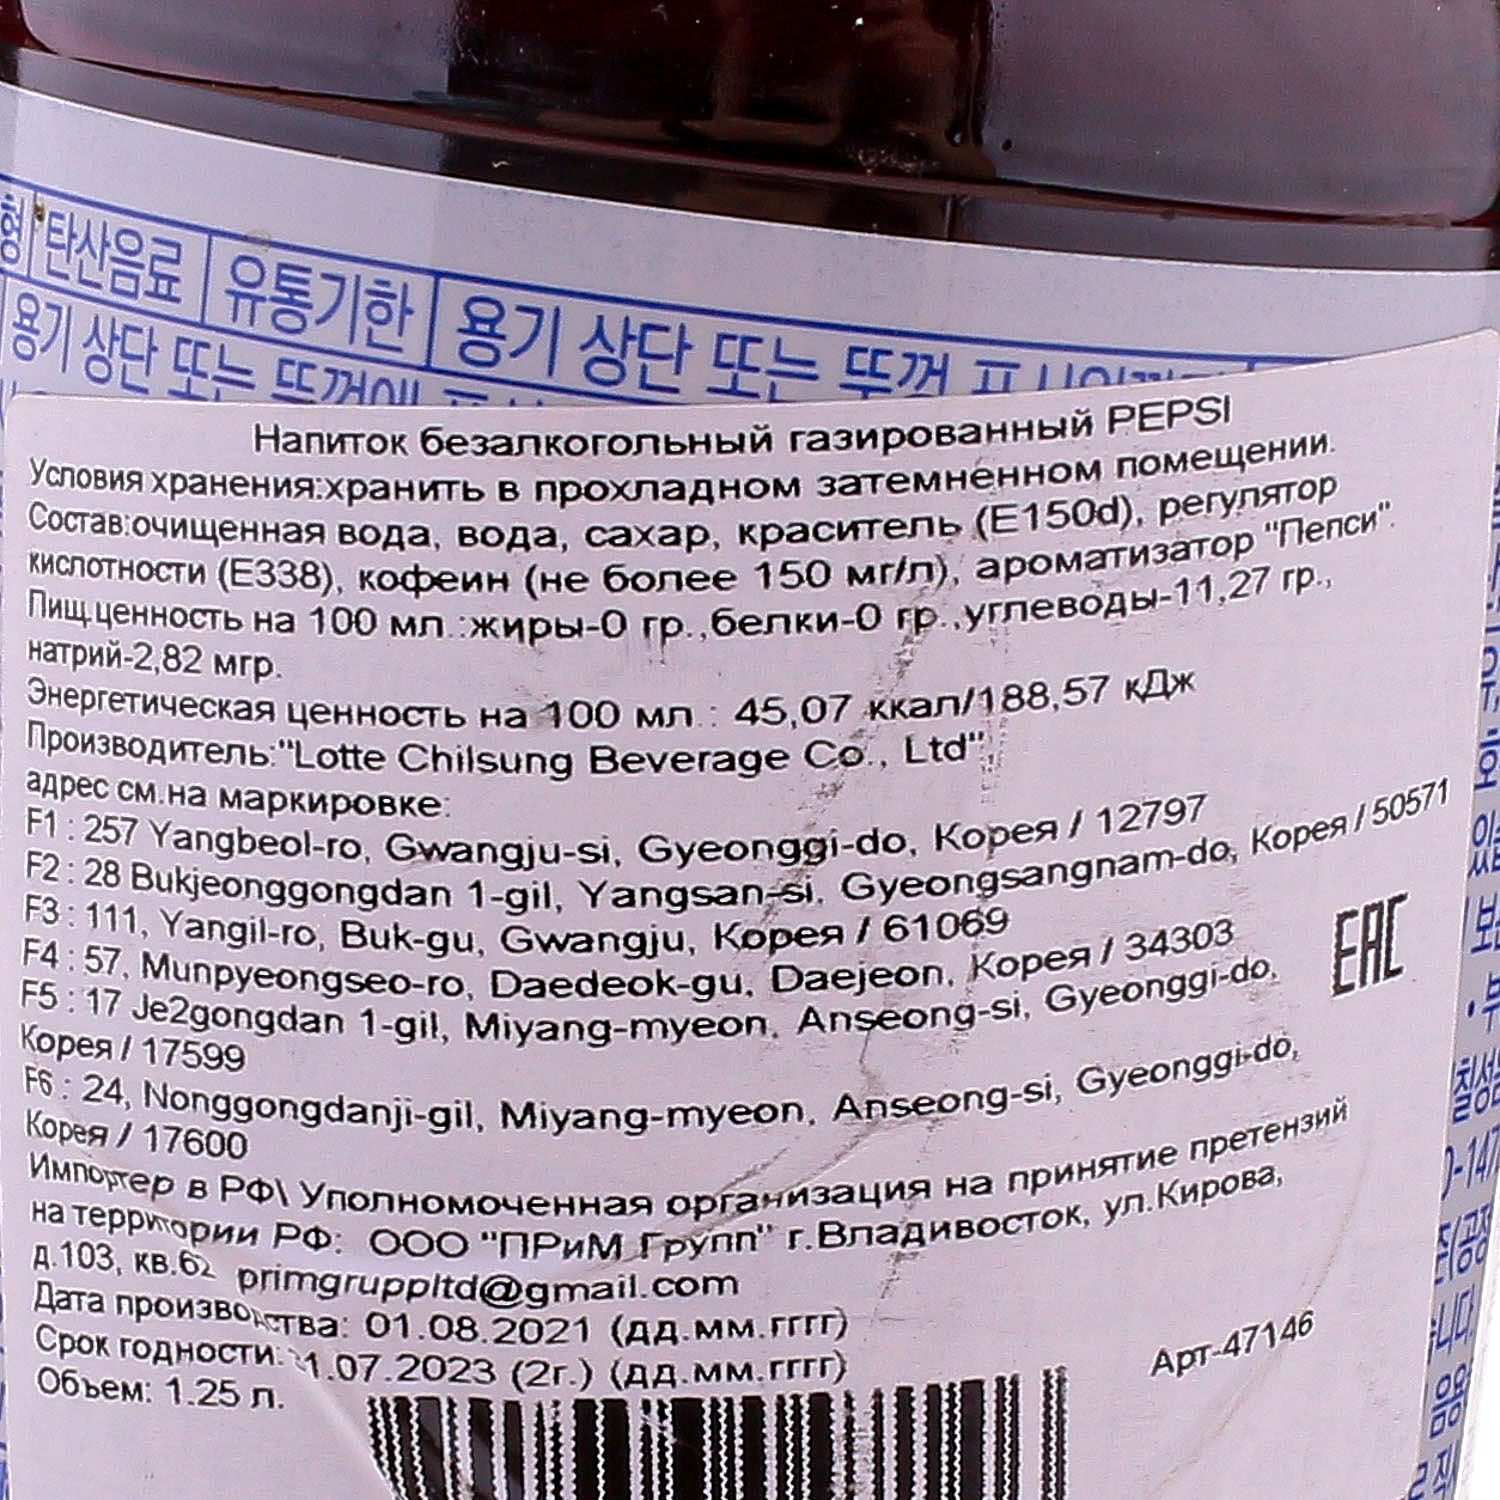 탄산음료 유통기한 용기 상단 또는 뚜껑
용기 상단 또는 뚜껑에
Напиток безалкогольный газированный PEPSI
Условия хранения:хранить в прохладном затемненном помещении.
Состав:очищенная вода, вода, сахар, краситель (Е150d), регулятор
кислотности (Е338), кофеин (не более 150 мг/л), ароматизатор "Пепси".
Пищ.ценность на 100 мл.:жиры-0 гр.,белки-0 гр.,углеводы-11,27 гр.,
натрий-2,82 мгр.
Энергетическая ценность на 100 мл.: 45,07 ккал/188,57 кДж
Производитель:"Lotte Chilsung Beverage Co., Ltd",
адрес см.на маркировке:
F1 : 257 Yangbeol-ro, Gwangju-si, Gyeonggi-do, Корея / 12797
F2 : 28 Bukjeonggongdan 1-gil, Yangsan-si, Gyeongsangnam-do, Корея / 50571
F3 : 111, Yangil-ro, Buk-gu, Gwangju, Корея / 61069
F4 : 57, Munpyeongseo-ro, Daedeok-gu, Daejeon, Корея / 34303
F5 : 17 Je2gongdan 1-gil, Miyang-myeon, Anseong-si, Gyeonggi-do,
Корея / 17599
F6 : 24, Nonggongdanji-gil, Miyang-myeon, Anseong-si, Gyeonggi-do,
Корея / 17600
EAC
Импортер в РФ\ Уполномоченная организация на принятие претензий
на территории РФ: ООО "ПРиМ Групп" г.Владивосток, ул.Кирова,
д.103, кв.62 primgruppltd@gmail.com
Дата производства: 01.08.2021 (дд.мм.гггг)
Срок годности: 1.07.2023 (2г.) (дд.мм.гггг)
Объем: 1.25 л.
Арт-47146